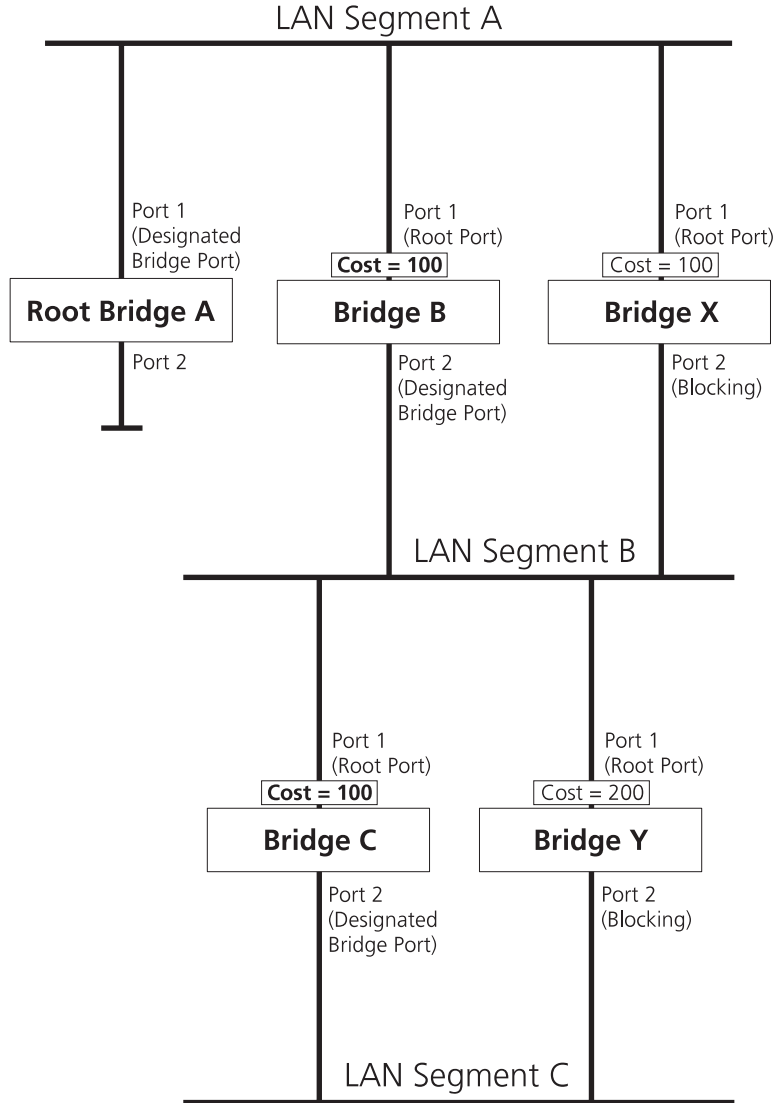 LAN Segment A
Port 1
(Designated
Bridge Port)
Port 1
(Root Port)
Port 1
(Root Port)
Cost = 100
Cost = 100
Root Bridge A
Bridge B
Bridge X
Port 2
Port 2
(Designated
Bridge Port)
Port 2
(Blocking)
LAN Segment B
Port 1
(Root Port)
Port 1
(Root Port)
Cost = 100
Cost = 200
Bridge C
Bridge Y
Port 2
(Designated
Bridge Port)
Port 2
(Blocking)
LAN Segment C